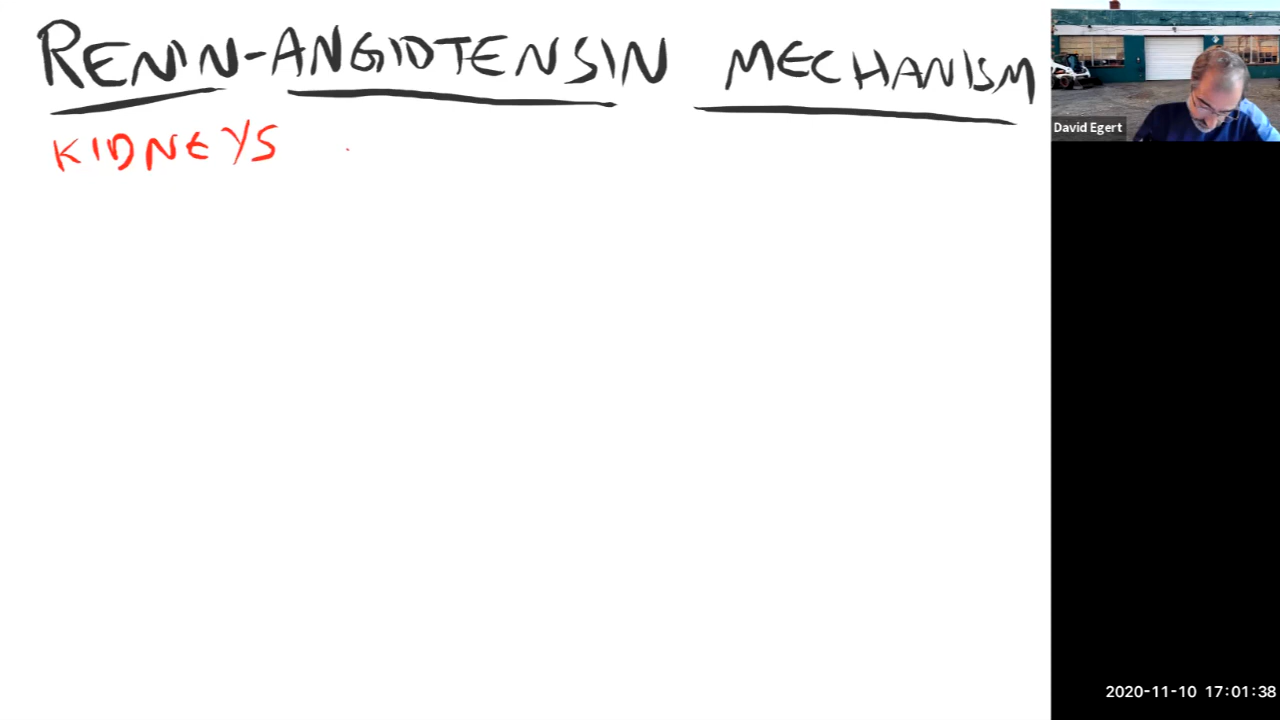 RENIN-ANGIOTENSIN MECHANISM
KIDNEYS
David Egert
2020-11-10 17:01:38